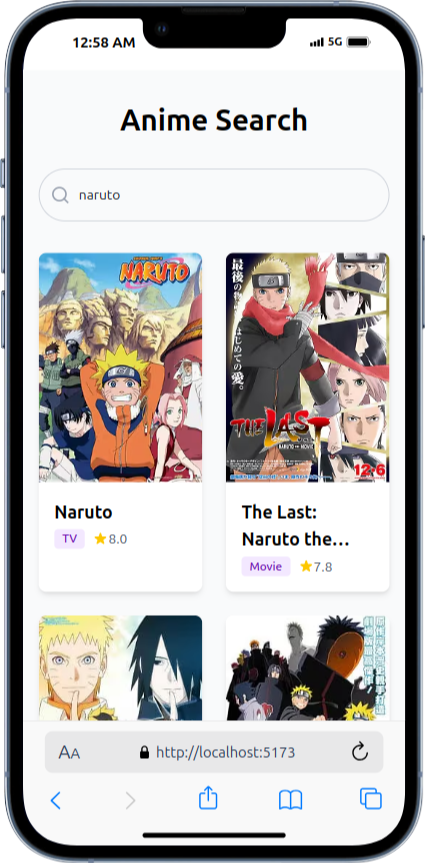 12:58 AM 5G
Anime Search
naruto
NARUTO
最後の
はじめての愛。
THE LAST
NARUTO THE MOVIE
12·6
Naruto
TV ⭐8.0
The Last:
Naruto the...
Movie ⭐7.8
AA http://localhost:5173